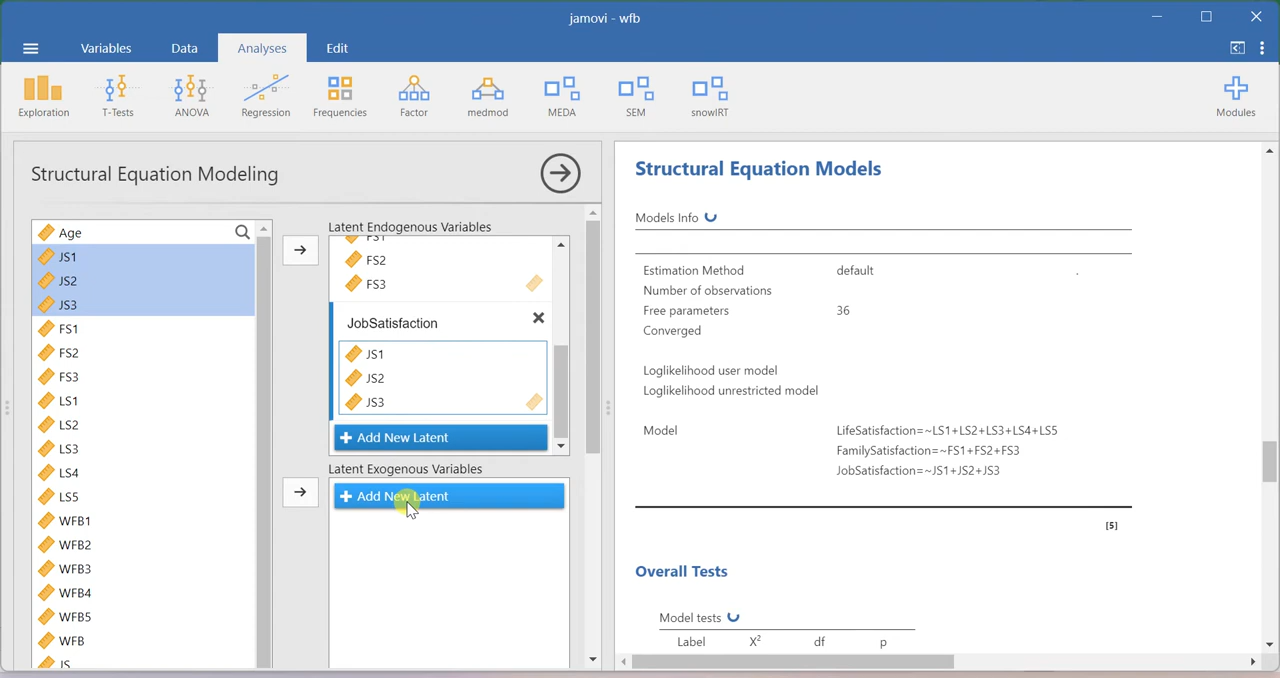 jamovi - wfb
Variables
Data
Analyses
Edit
Exploration
T-Tests
ANOVA
Regression
Frequencies
Factor
medmod
MEDA
SEM
snowIRT
Modules
Structural Equation Modeling
Age
JS1
JS2
JS3
FS1
FS2
FS3
LS1
LS2
LS3
LS4
LS5
WFB1
WFB2
WFB3
WFB4
WFB5
WFB
JS
Latent Endogenous Variables
FS1
FS2
FS3
JobSatisfaction
JS1
JS2
JS3
Add New Latent
Latent Exogenous Variables
Add New Latent
Structural Equation Models
Models Info
Estimation Method default .
Number of observations
Free parameters 36
Converged
Loglikelihood user model
Loglikelihood unrestricted model
Model LifeSatisfaction=~LS1+LS2+LS3+LS4+LS5
FamilySatisfaction=~FS1+FS2+FS3
JobSatisfaction=~JS1+JS2+JS3
[5]
Overall Tests
Model tests
Label X² df p